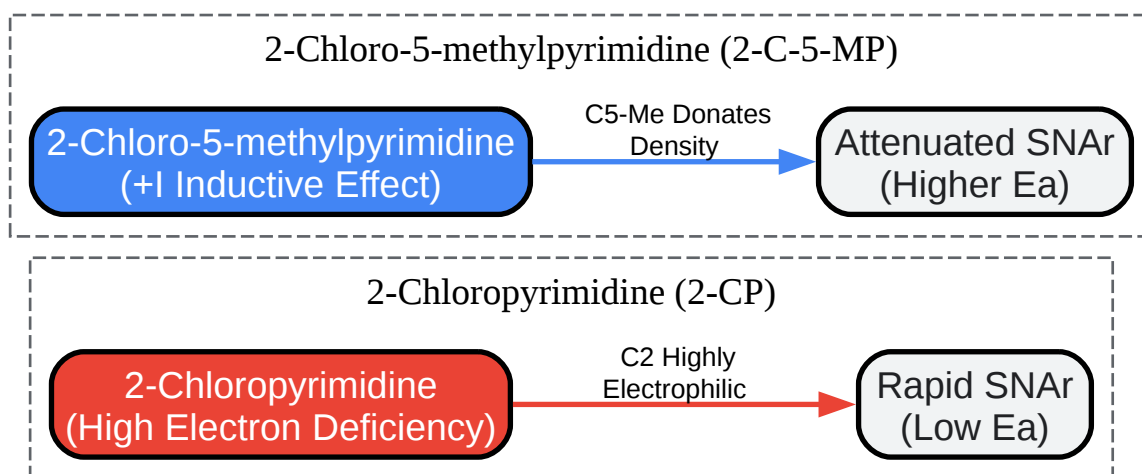 2-Chloro-5-methylpyrimidine (2-C-5-MP)
2-Chloro-5-methylpyrimidine
(+I Inductive Effect)
C5-Me Donates
Density
Attenuated SNAr
(Higher Ea)
2-Chloropyrimidine (2-CP)
2-Chloropyrimidine
(High Electron Deficiency)
C2 Highly
Electrophilic
Rapid SNAr
(Low Ea)